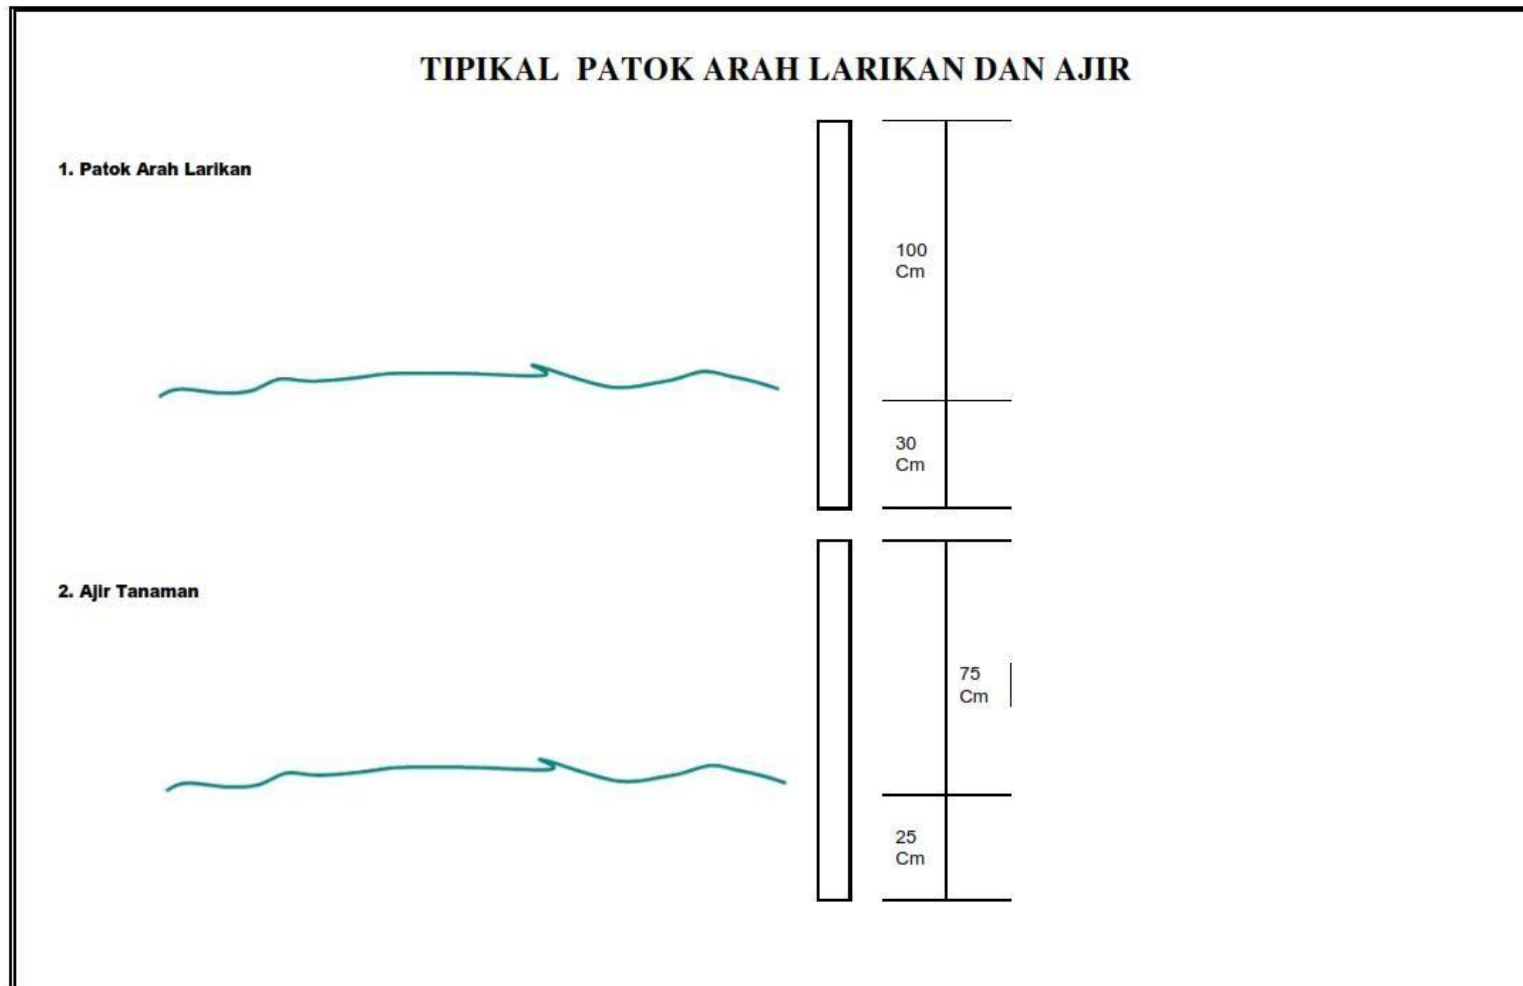 TIPIKAL PATOK ARAH LARIKAN DAN AJIR
1. Patok Arah Larikan
100
Cm
30
Cm
2. Ajir Tanaman
75
Cm
25
Cm